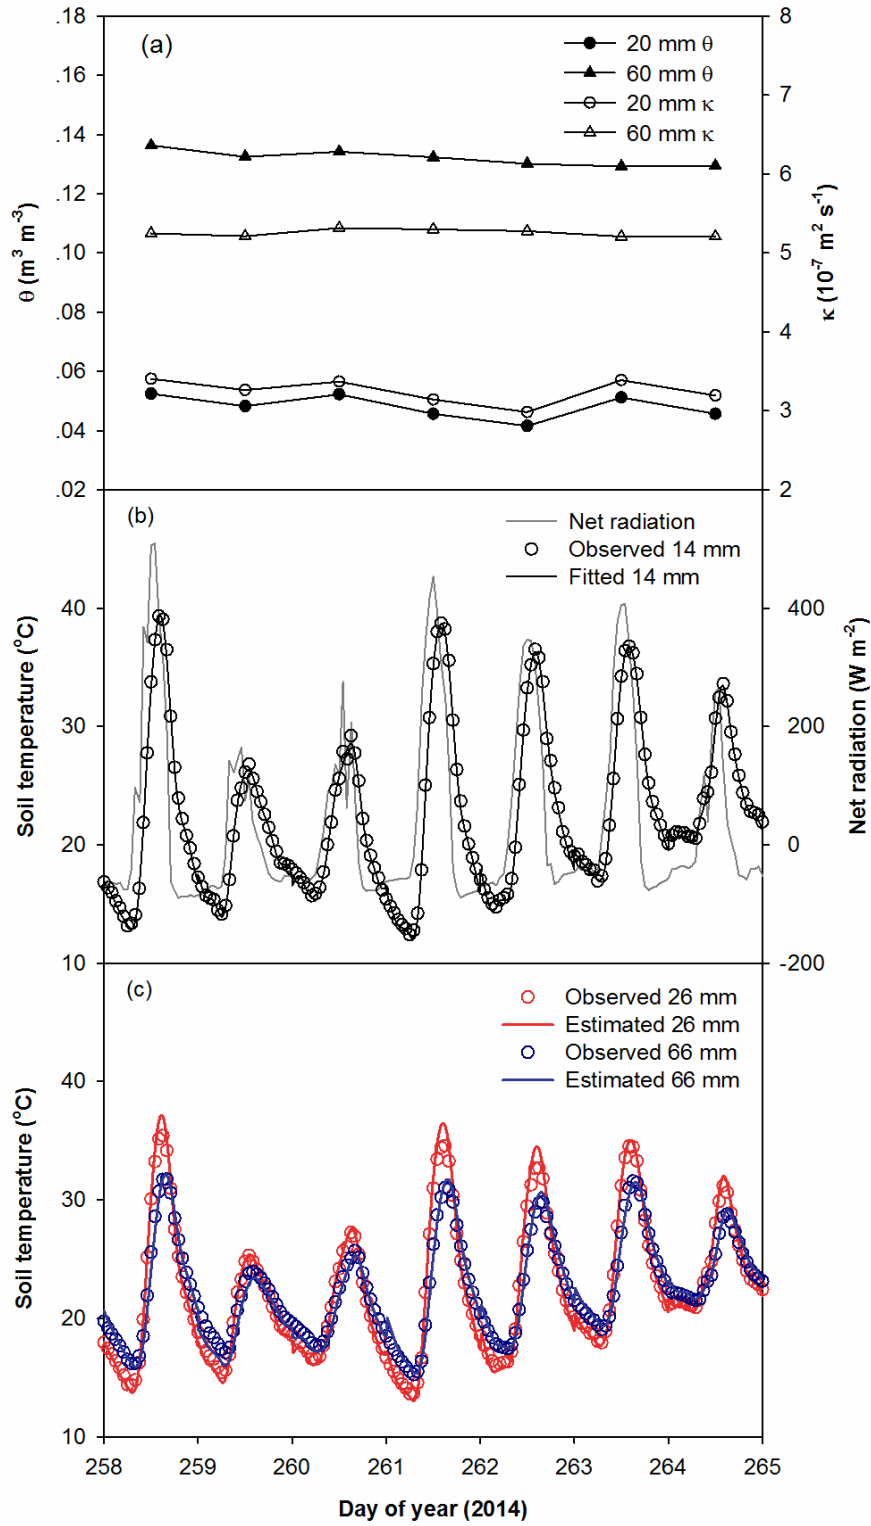 (a)
20 mm θ
60 mm θ
20 mm κ
60 mm κ
.18
.16
.14
.12
.10
.08
.06
.04
.02
θ (m³ m⁻³)
8
7
6
5
4
3
2
κ (10⁻⁷ m² s⁻¹)
(b)
Net radiation
Observed 14 mm
Fitted 14 mm
40
30
20
10
Soil temperature (°C)
400
200
0
-200
Net radiation (W m⁻²)
(c)
Observed 26 mm
Estimated 26 mm
Observed 66 mm
Estimated 66 mm
40
30
20
10
Soil temperature (°C)
258 259 260 261 262 263 264 265
Day of year (2014)